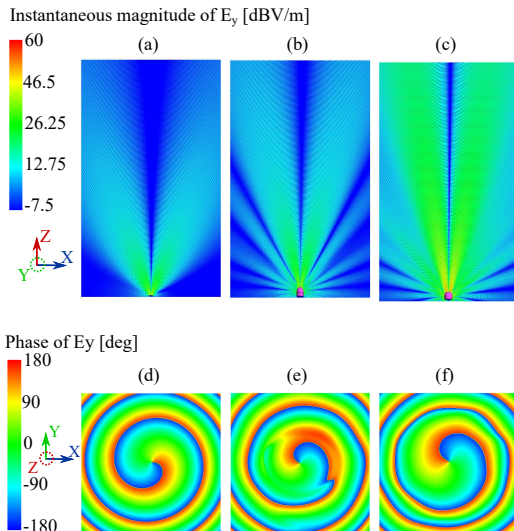 Instantaneous magnitude of Ey [dBV/m]
60
46.5
26.25
12.75
-7.5
(a) (b) (c)
Z
Y X
Phase of Ey [deg]
180
90
0
-90
-180
(d) (e) (f)
Y
Z X